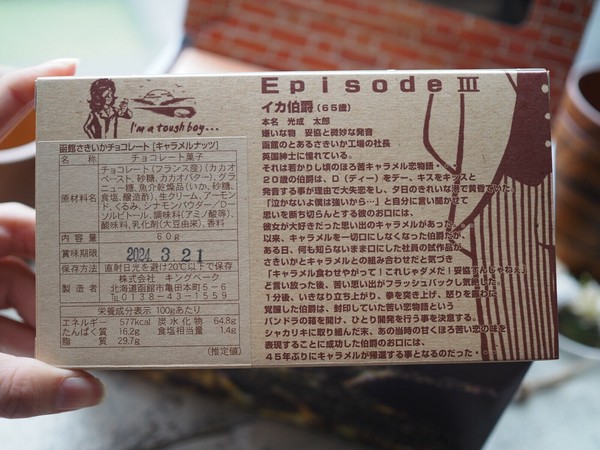 I'm a tough boy...
函館さきいかチョコレート [キャラメルナッツ]
名 称 チョコレート菓子
原材料名 チョコレート(フランス産)(カカオ
ペースト、砂糖、カカオバター)、グラ
ニュー糖、魚介乾燥品(いか、砂糖、
食塩、醸造酢)、生クリーム、アーモン
ド、くるみ、シナモンパウダー/D-
ソルビトール、調味料(アミノ酸等)、
酸味料、乳化剤(大豆由来)、香料
内 容 量 60g
賞味期限 2024.3.21
保存方法 直射日光を避け20℃以下で保存
製 造 者 株式会社 キングベーク
北海道函館市亀田本町5-6
TEL 0138-43-1559
栄養成分表示 100gあたり
エネルギー 577kcal 炭水化物 64.8g
たんぱく質 16.2g 食塩相当量 1.4g
脂 質 29.7g
(推定値)
Episode III
イカ伯爵(65歳)
本名 光成 太郎
嫌いな物 妥協と微妙な発音
函館のとあるさきいか工場の社長
英国紳士に憧れている。
それは若かりし頃のほろ苦キャラメル恋物語・・
20歳の伯爵は、D(ディー)をデー、キスをキッスと
発音する事が理由で大失恋をし、夕日のきれいな港で黄昏ていた。
「泣かないよ僕は強いから…」と自分に言い聞かせて
思いを断ち切らんとする彼のお口には、
彼女が大好きだった思い出のキャラメルがあった
以来、キャラメルを一切口にしなくなった伯爵だが、
ある日、何も知らないままに口にした社員の試作品が
さきいかとキャラメルとの組み合わせだと気づき
「キャラメル食わせやがって!これじゃダメだ!妥協すんじゃねぇ」
と言い放った後、苦い思い出がフラッシュバックし気絶した。
1分後、いきなり立ち上がり、拳を突き上げ、怒りを露わに
覚醒した伯爵は、封印していた苦い恋物語という
パンドラの箱を開け、ひとり開発を行う事を決意する。
シャカリキに取り組んだ末、あの当時の甘くほろ苦い恋の味を
表現することに成功した伯爵のお口には、
45年ぶりにキャラメルが帰還する事となるのだった・